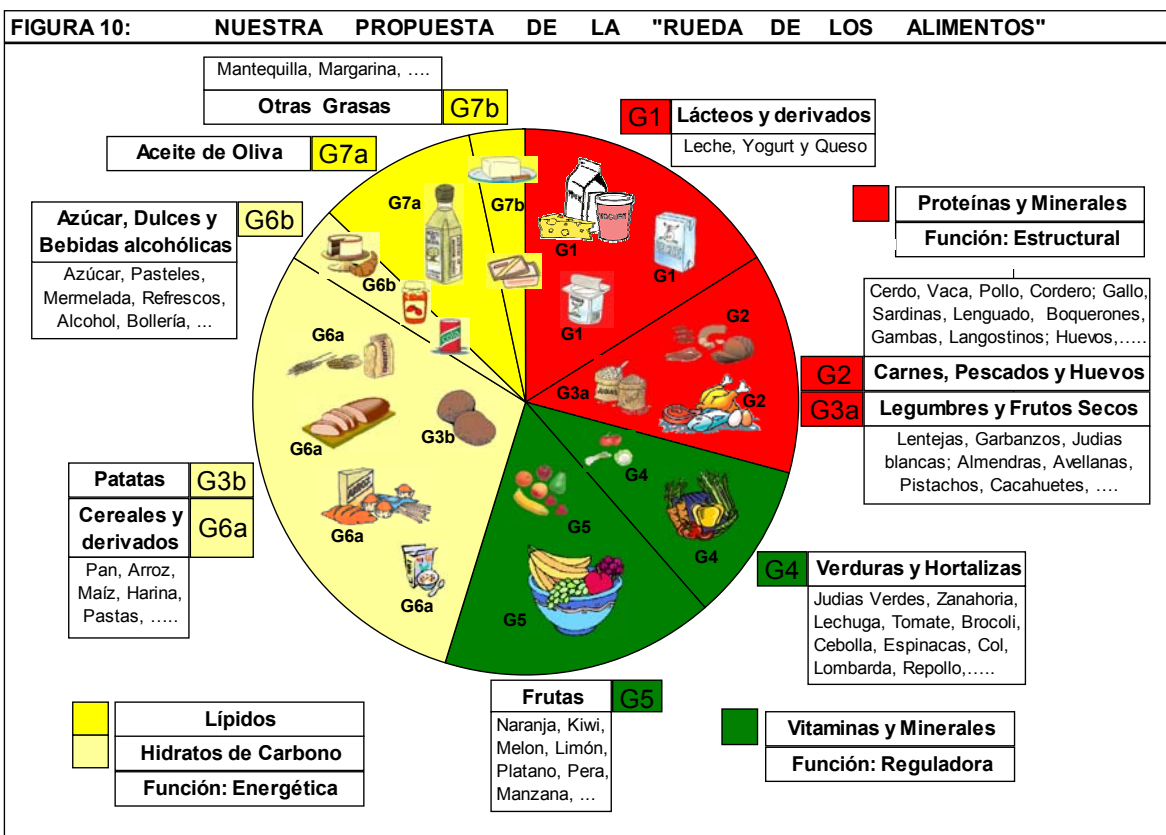 FIGURA 10: NUESTRA PROPUESTA DE LA "RUEDA DE LOS ALIMENTOS"
Mantequilla, Margarina, ....
Otras Grasas
G7b
Aceite de Oliva
G7a
Azúcar, Dulces y
Bebidas alcohólicas
G6b
Azúcar, Pasteles,
Mermelada, Refrescos,
Alcohol, Bollería, ...
Patatas
G3b
Cereales y
derivados
G6a
Pan, Arroz,
Maíz, Harina,
Pastas, .....
Lípidos
Hidratos de Carbono
Función: Energética
G7a
G7b
G6b
G6a
G6a
G3b
G6a
G6a
G1
G1
G1
G2
G3a
G2
G4
G4
G5
G5
G1
Lácteos y derivados
Leche, Yogurt y Queso
Proteínas y Minerales
Función: Estructural
Cerdo, Vaca, Pollo, Cordero; Gallo,
Sardinas, Lenguado, Boquerones,
Gambas, Langostinos; Huevos,.....
G2
Carnes, Pescados y Huevos
G3a
Legumbres y Frutos Secos
Lentejas, Garbanzos, Judias
blancas; Almendras, Avellanas,
Pistachos, Cacahuetes, ....
G4
Verduras y Hortalizas
Judias Verdes, Zanahoria,
Lechuga, Tomate, Brocoli,
Cebolla, Espinacas, Col,
Lombarda, Repollo,.....
Frutas
G5
Naranja, Kiwi,
Melon, Limón,
Platano, Pera,
Manzana, ...
Vitaminas y Minerales
Función: Reguladora